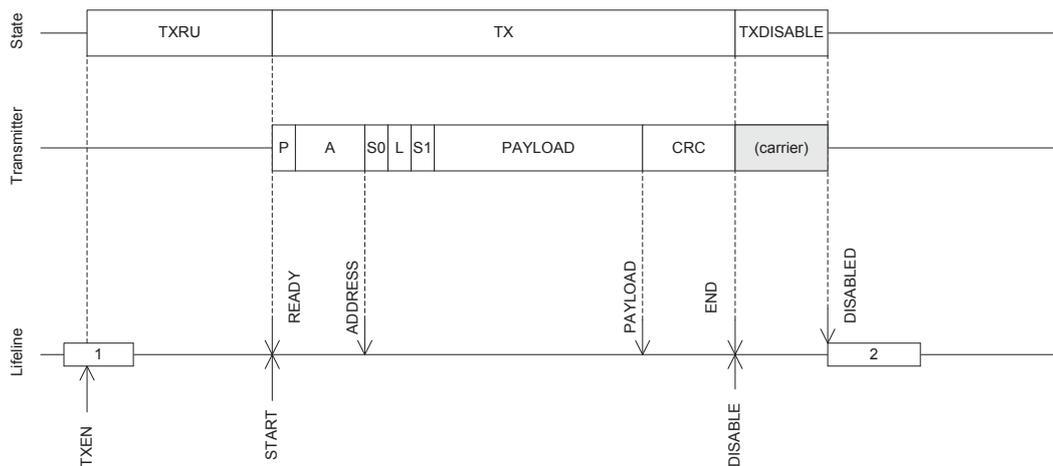 State
TXRU
TX
TXDISABLE
Transmitter
P
A
S0
L
S1
PAYLOAD
CRC
(carrier)
READY
ADDRESS
PAYLOAD
END
DISABLED
Lifeline
1
2
TXEN
START
DISABLE